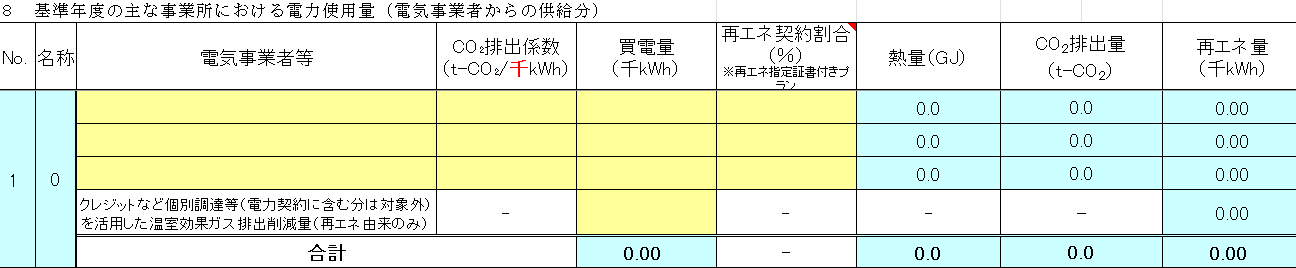 ８　基準年度の主な事業所における電力使用量（電気事業者からの供給分）
No. 名称 電気事業者等 CO₂排出係数 買電量 再エネ契約割合 熱量(GJ) CO₂排出量 再エネ量
(t-CO₂/千kWh) (千kWh) (%) (t-CO₂) (千kWh)
※再エネ指定証書付きプ
ラン
0.0 0.0 0.00
0.0 0.0 0.00
1 0
0.0 0.0 0.00
クレジットなど個別調達等(電力契約に含む分は対象外)
を活用した温室効果ガス排出削減量(再エネ由来のみ)
- - - - 0.00
合計 0.00 - 0.0 0.0 0.00